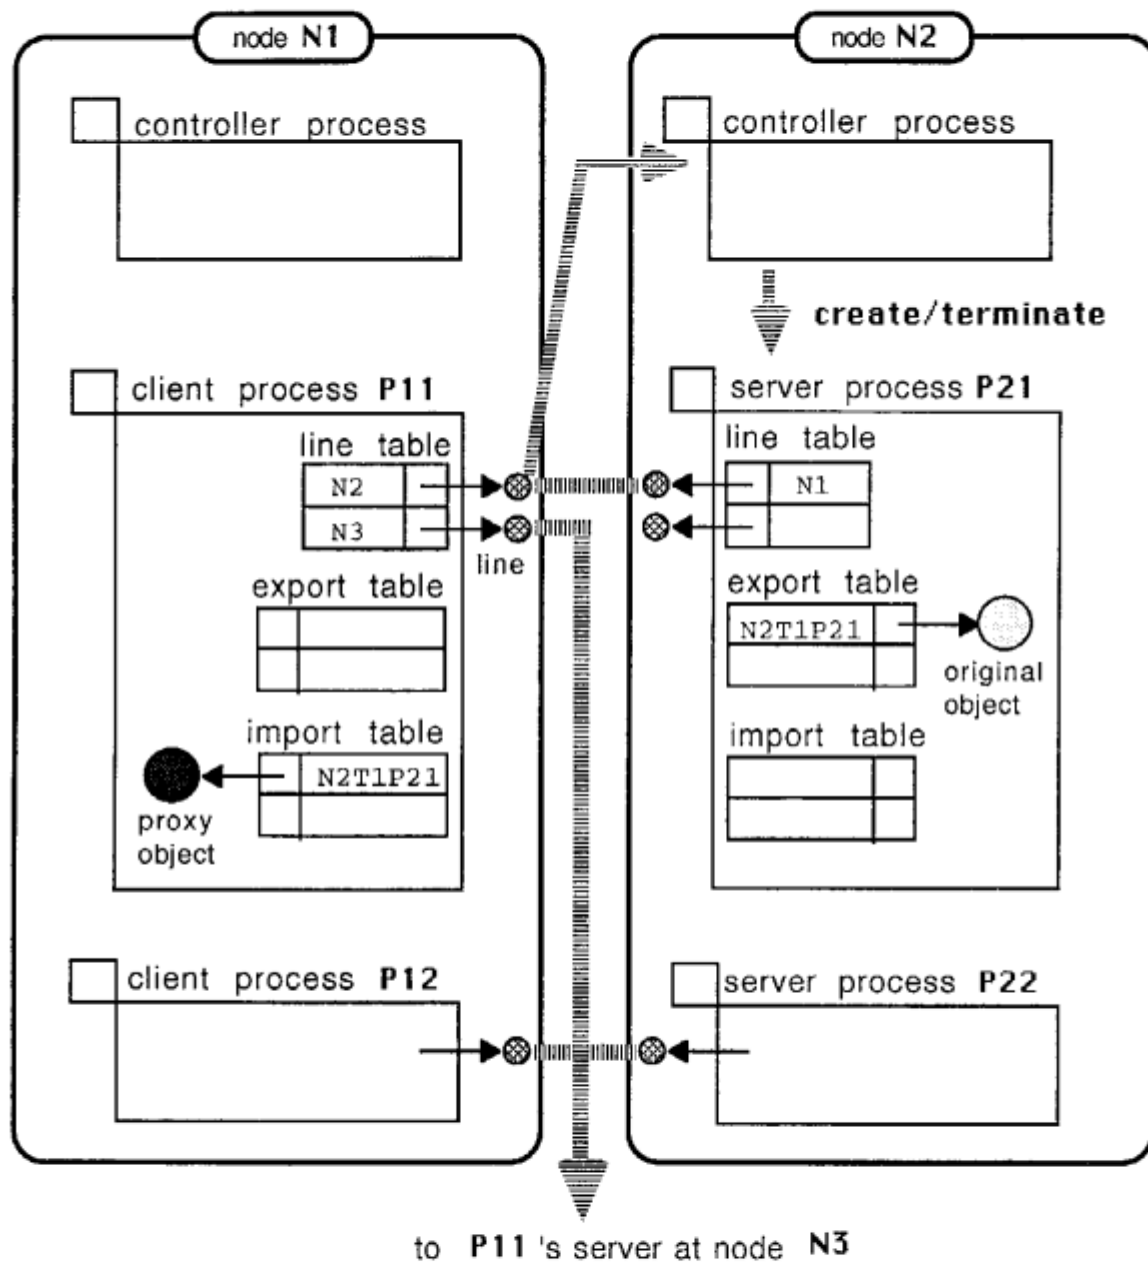 node N1
controller process
client process P11
line table
N2
N3
line
export table
import table
N2T1P21
proxy
object
client process P12
node N2
controller process
create/terminate
server process P21
line table
N1
export table
N2T1P21
original
object
import table
server process P22
to P11's server at node N3